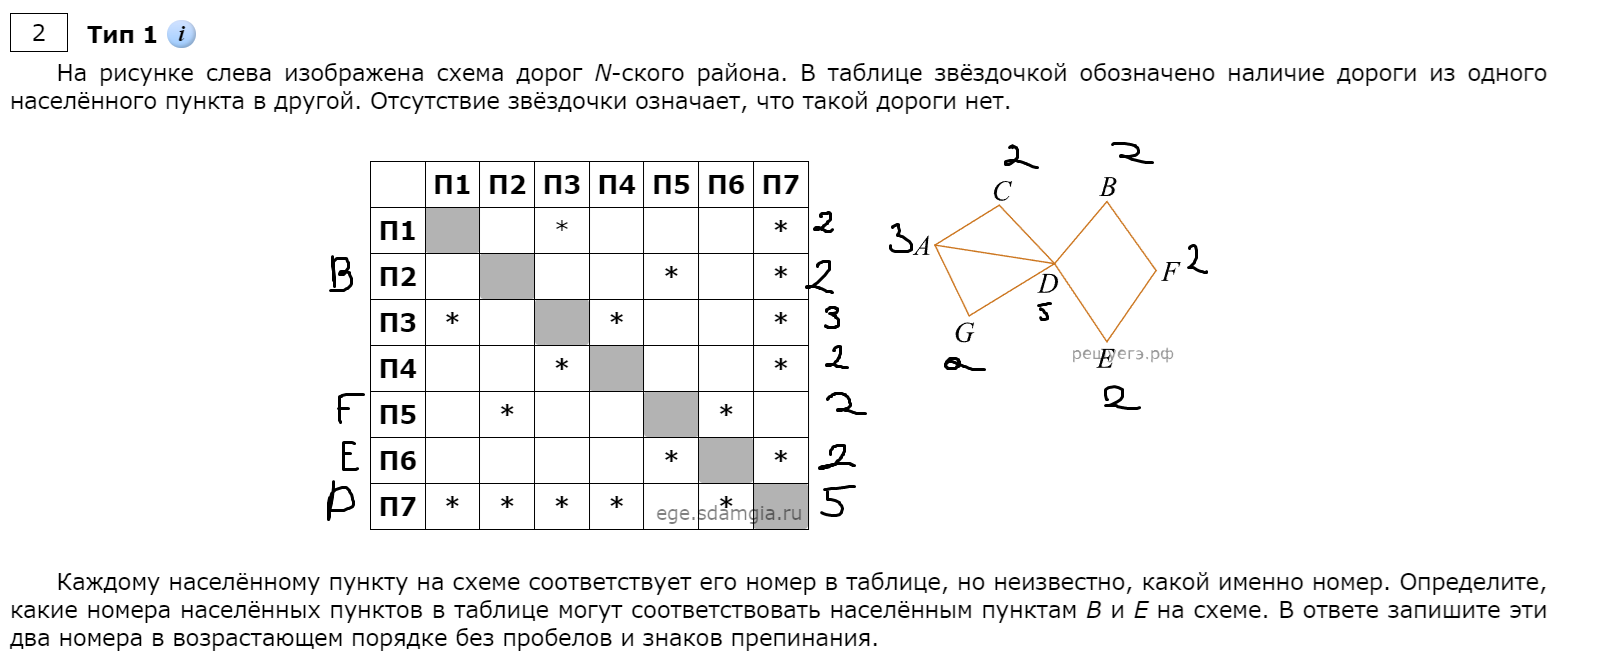 2 Тип 1 i
На рисунке слева изображена схема дорог N-ского района. В таблице звёздочкой обозначено наличие дороги из одного
населённого пункта в другой. Отсутствие звёздочки означает, что такой дороги нет.
П1 П2 П3 П4 П5 П6 П7
П1 * * 2
B П2 * * 2
П3 * * * 3
П4 * * 2
F П5 * * 2
E П6 * * 2
D П7 * * * * * 5
ege.sdamgia.ru
2 2
C B
3 A
F 2
D
5
G
E
решуегэ.рф
2
2
Каждому населённому пункту на схеме соответствует его номер в таблице, но неизвестно, какой именно номер. Определите,
какие номера населённых пунктов в таблице могут соответствовать населённым пунктам B и E на схеме. В ответе запишите эти
два номера в возрастающем порядке без пробелов и знаков препинания.